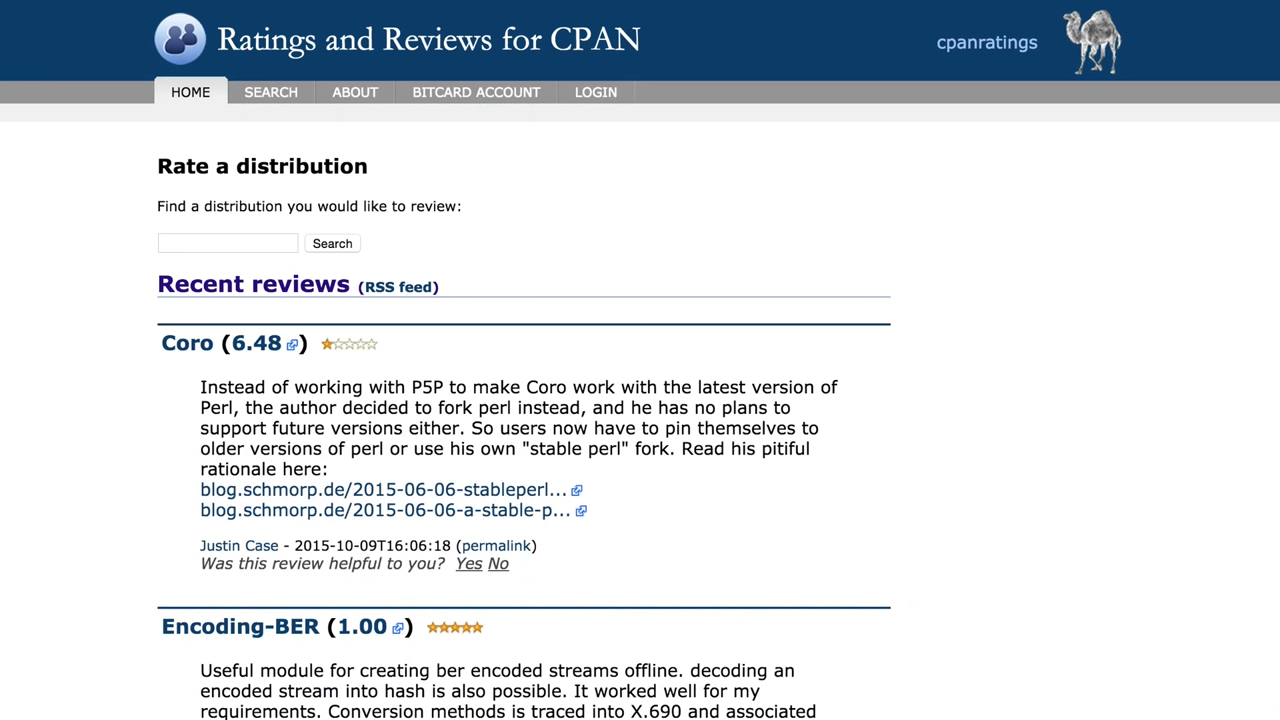 Ratings and Reviews for CPAN
cpanratings
HOME SEARCH ABOUT BITCARD ACCOUNT LOGIN
Rate a distribution
Find a distribution you would like to review:
Search
Recent reviews (RSS feed)
Coro (6.48)
Instead of working with P5P to make Coro work with the latest version of
Perl, the author decided to fork perl instead, and he has no plans to
support future versions either. So users now have to pin themselves to
older versions of perl or use his own "stable perl" fork. Read his pitiful
rationale here:
blog.schmorp.de/2015-06-06-stableperl...
blog.schmorp.de/2015-06-06-a-stable-p...
Justin Case - 2015-10-09T16:06:18 (permalink)
Was this review helpful to you? Yes No
Encoding-BER (1.00)
Useful module for creating ber encoded streams offline. decoding an
encoded stream into hash is also possible. It worked well for my
requirements. Conversion methods is traced into X.690 and associated